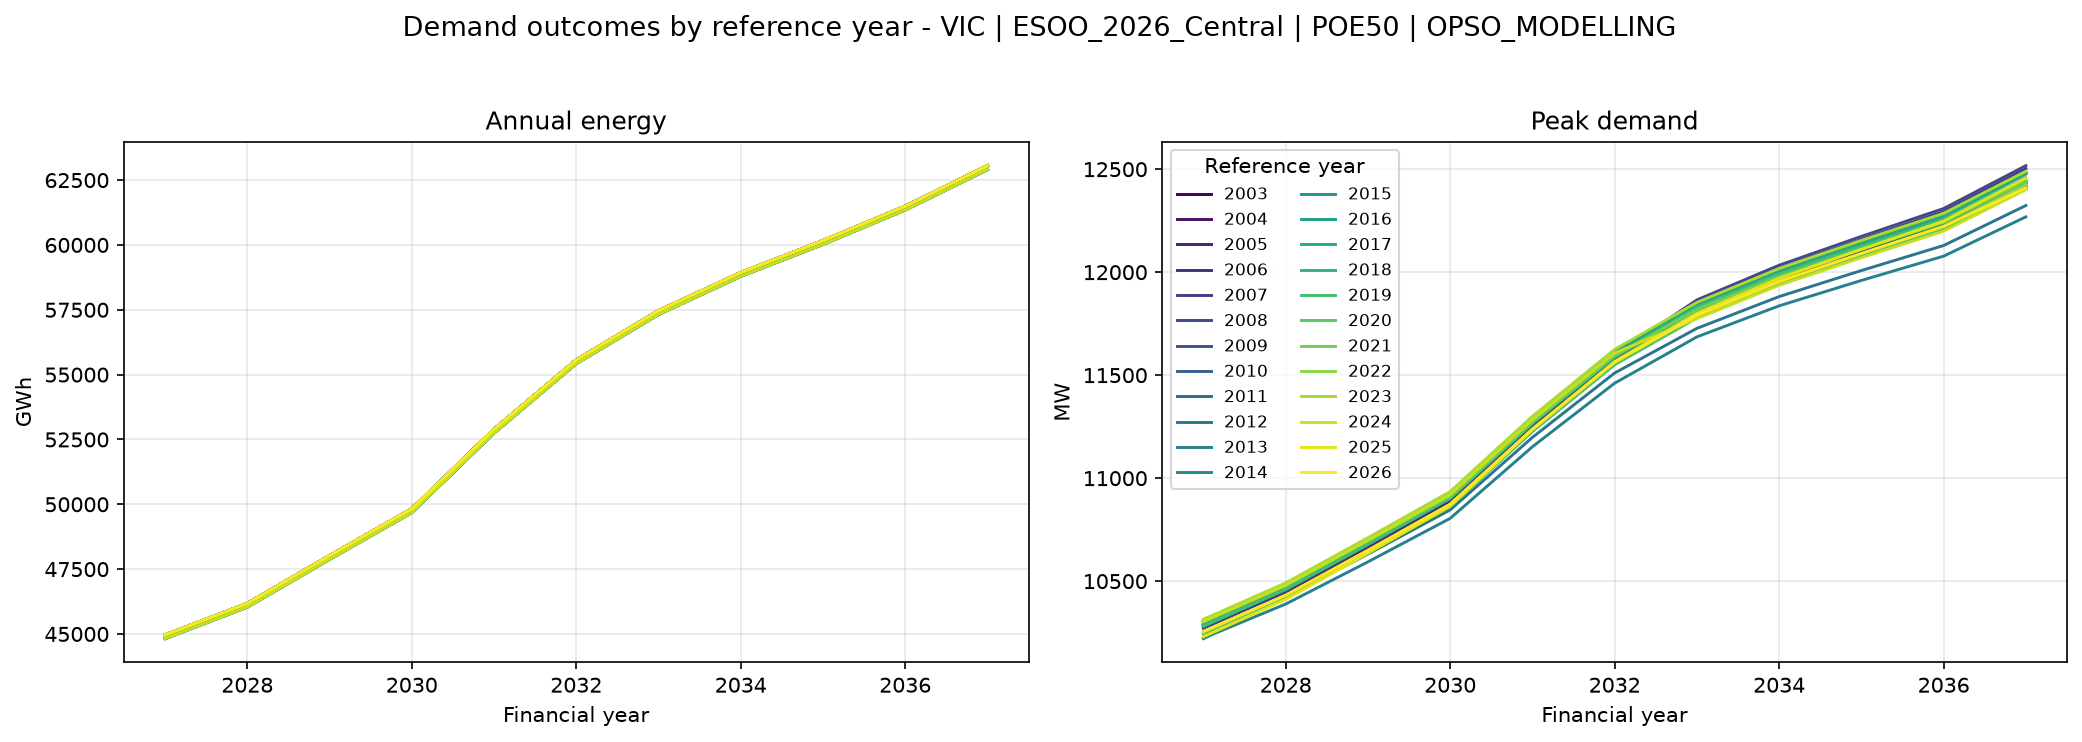 Demand outcomes by reference year - VIC | ESOO_2026_Central | POE50 | OPSO_MODELLING
Annual energy
62500
60000
57500
55000
52500
50000
47500
45000
GWh
2028 2030 2032 2034 2036
Financial year
Peak demand
12500
12000
11500
11000
10500
MW
Reference year
2003 2015
2004 2016
2005 2017
2006 2018
2007 2019
2008 2020
2009 2021
2010 2022
2011 2023
2012 2024
2013 2025
2014 2026
2028 2030 2032 2034 2036
Financial year